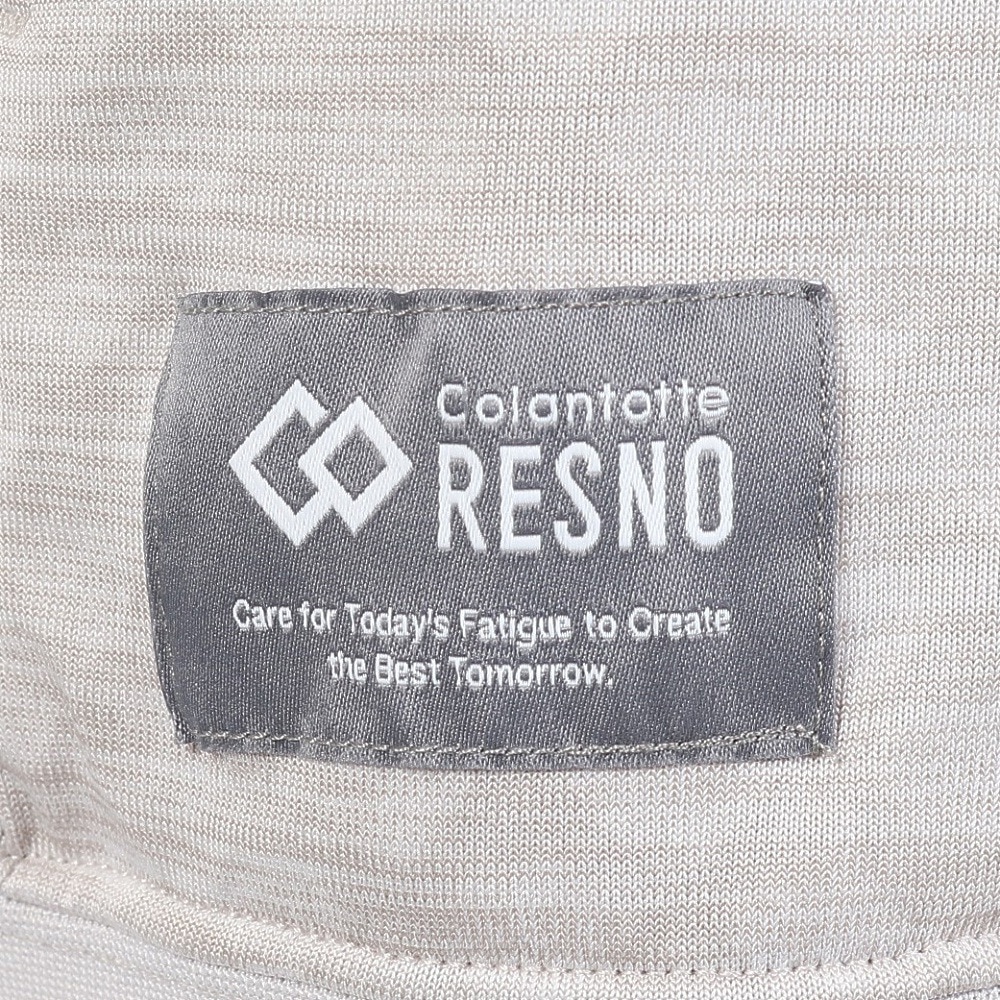 Colantotte
RESNO
Care for Today's Fatigue to Create
the Best Tomorrow.